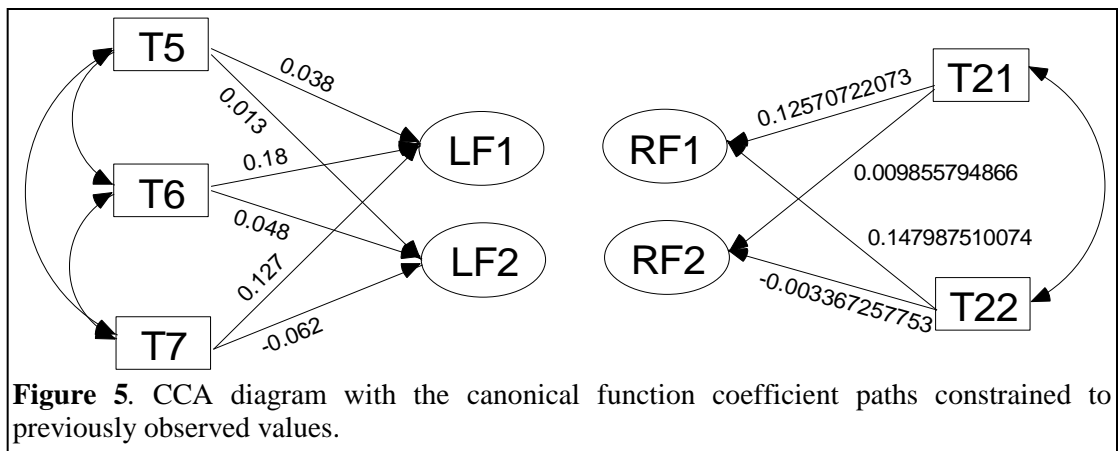 T5
0.038
0.013
T6
0.18
0.048
0.127
T7
-0.062
LF1
LF2
RF1
RF2
T21
0.12570722073
0.009855794866
0.147987510074
-0.003367257753
T22
Figure 5. CCA diagram with the canonical function coefficient paths constrained to
previously observed values.